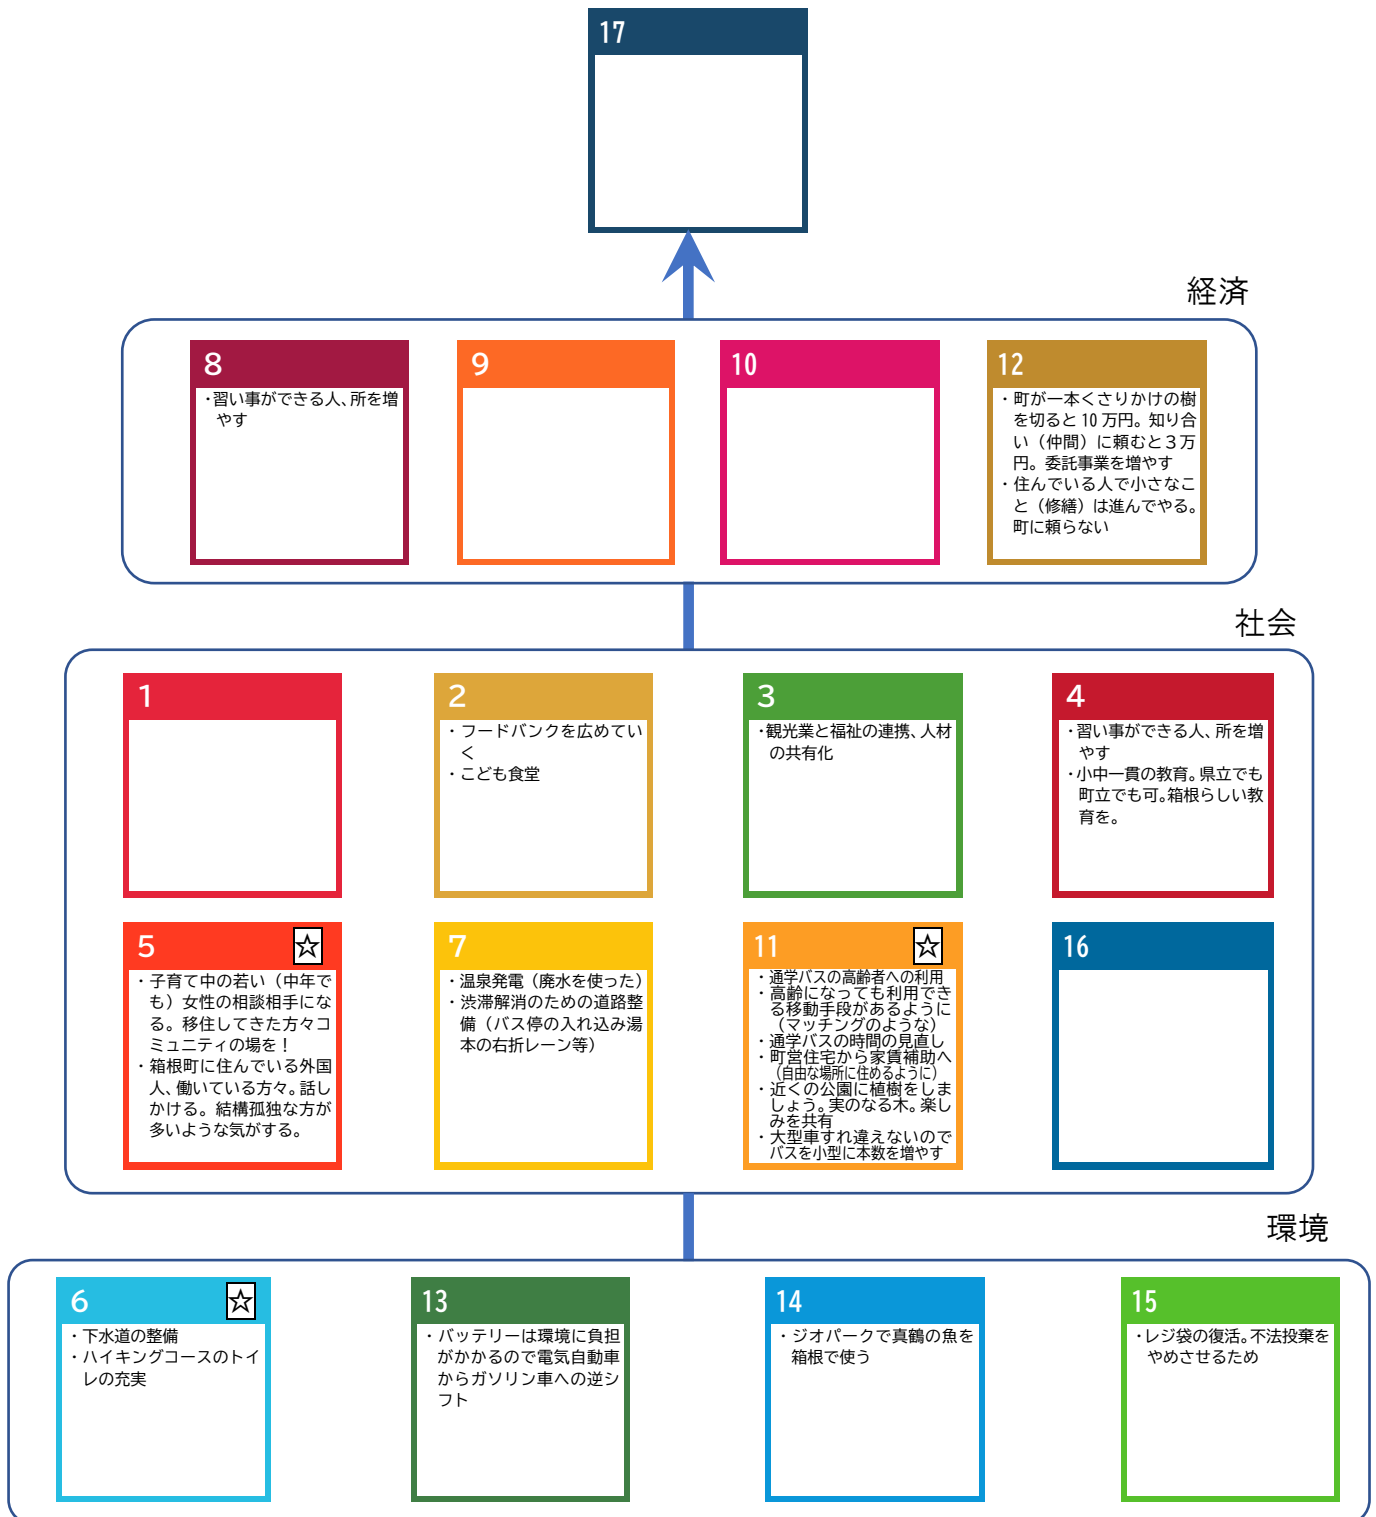 17
経済
8
・習い事ができる人、所を増
やす
9
10
12
・町が一本くさりかけの樹
を切ると10万円。知り合
い（仲間）に頼むと３万
円。委託事業を増やす
・住んでいる人で小さなこ
と（修繕）は進んでやる。
町に頼らない
社会
1
2
・フードバンクを広めてい
く
・こども食堂
3
・観光業と福祉の連携、人材
の共有化
4
・習い事ができる人、所を増
やす
・小中一貫の教育。県立でも
町立でも可。箱根らしい教
育を。
5 ☆
・子育て中の若い（中年で
も）女性の相談相手にな
る。移住してきた方々コ
ミュニティの場を！
・箱根町に住んでいる外国
人、働いている方々。話し
かける。結構孤独な方が
多いような気がする。
7
・温泉発電（廃水を使った）
・渋滞解消のための道路整
備（バス停の入れ込み湯
本の右折レーン等）
11 ☆
・通学バスの高齢者への利用
・高齢になっても利用でき
る移動手段があるように
（マッチングのような）
・通学バスの時間の見直し
・町営住宅から家賃補助へ
（自由な場所に住めるように）
・近くの公園に植樹をしま
しょう。実のなる木。楽し
みを共有
・大型車すれ違えないので
バスを小型に本数を増やす
16
環境
6 ☆
・下水道の整備
・ハイキングコースのトイ
レの充実
13
・バッテリーは環境に負担
がかかるので電気自動車
からガソリン車への逆シ
フト
14
・ジオパークで真鶴の魚を
箱根で使う
15
・レジ袋の復活。不法投棄を
やめさせるため